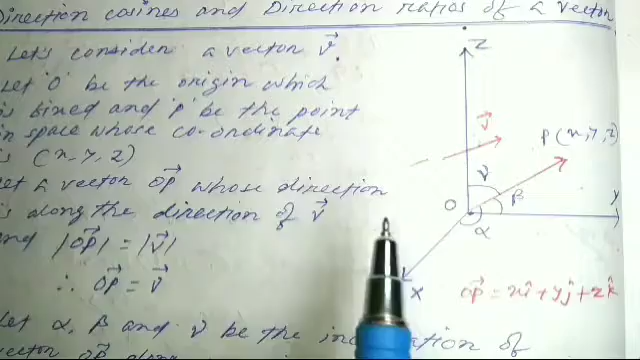 Direction cosines and Direction ratios of a vector
Let's consider a vector v⃗.
Let 'O' be the origin which
is fixed and 'P' be the point
in space whose co-ordinate
is (x, y, z)
Let a vector OP⃗ whose direction
is along the direction of v⃗
and |OP⃗| = |v⃗|
∴ OP⃗ = v⃗
Let α, β and γ be the of
vector OP⃗ along
Z
v⃗
P(x, y, z)
γ
O
β
Y
α
X
OP⃗ = xî + yĵ + zk̂